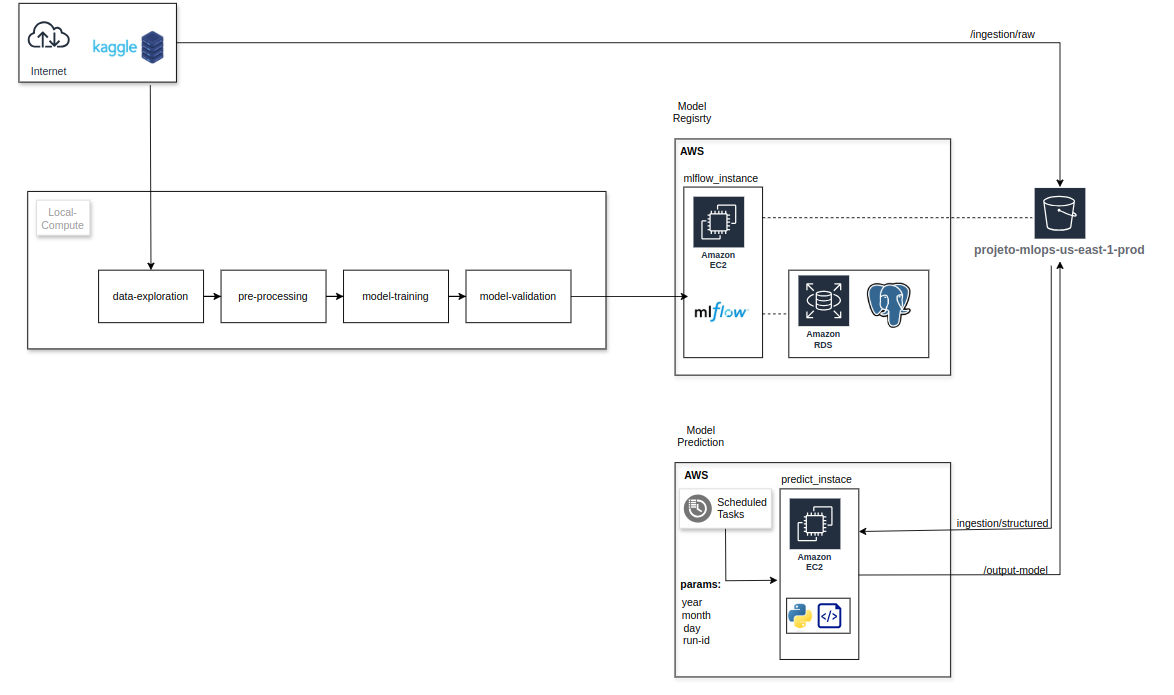 /ingestion/raw
kaggle
Internet
Model
Regisrty
AWS
mlflow_instance
Local-
Compute
Amazon
EC2
projeto-mlops-us-east-1-prod
data-exploration
pre-processing
model-training
model-validation
mlflow
Amazon
RDS
Model
Prediction
AWS
predict_instace
Scheduled
Tasks
ingestion/structured
Amazon
EC2
/output-model
params:
year
month
day
run-id